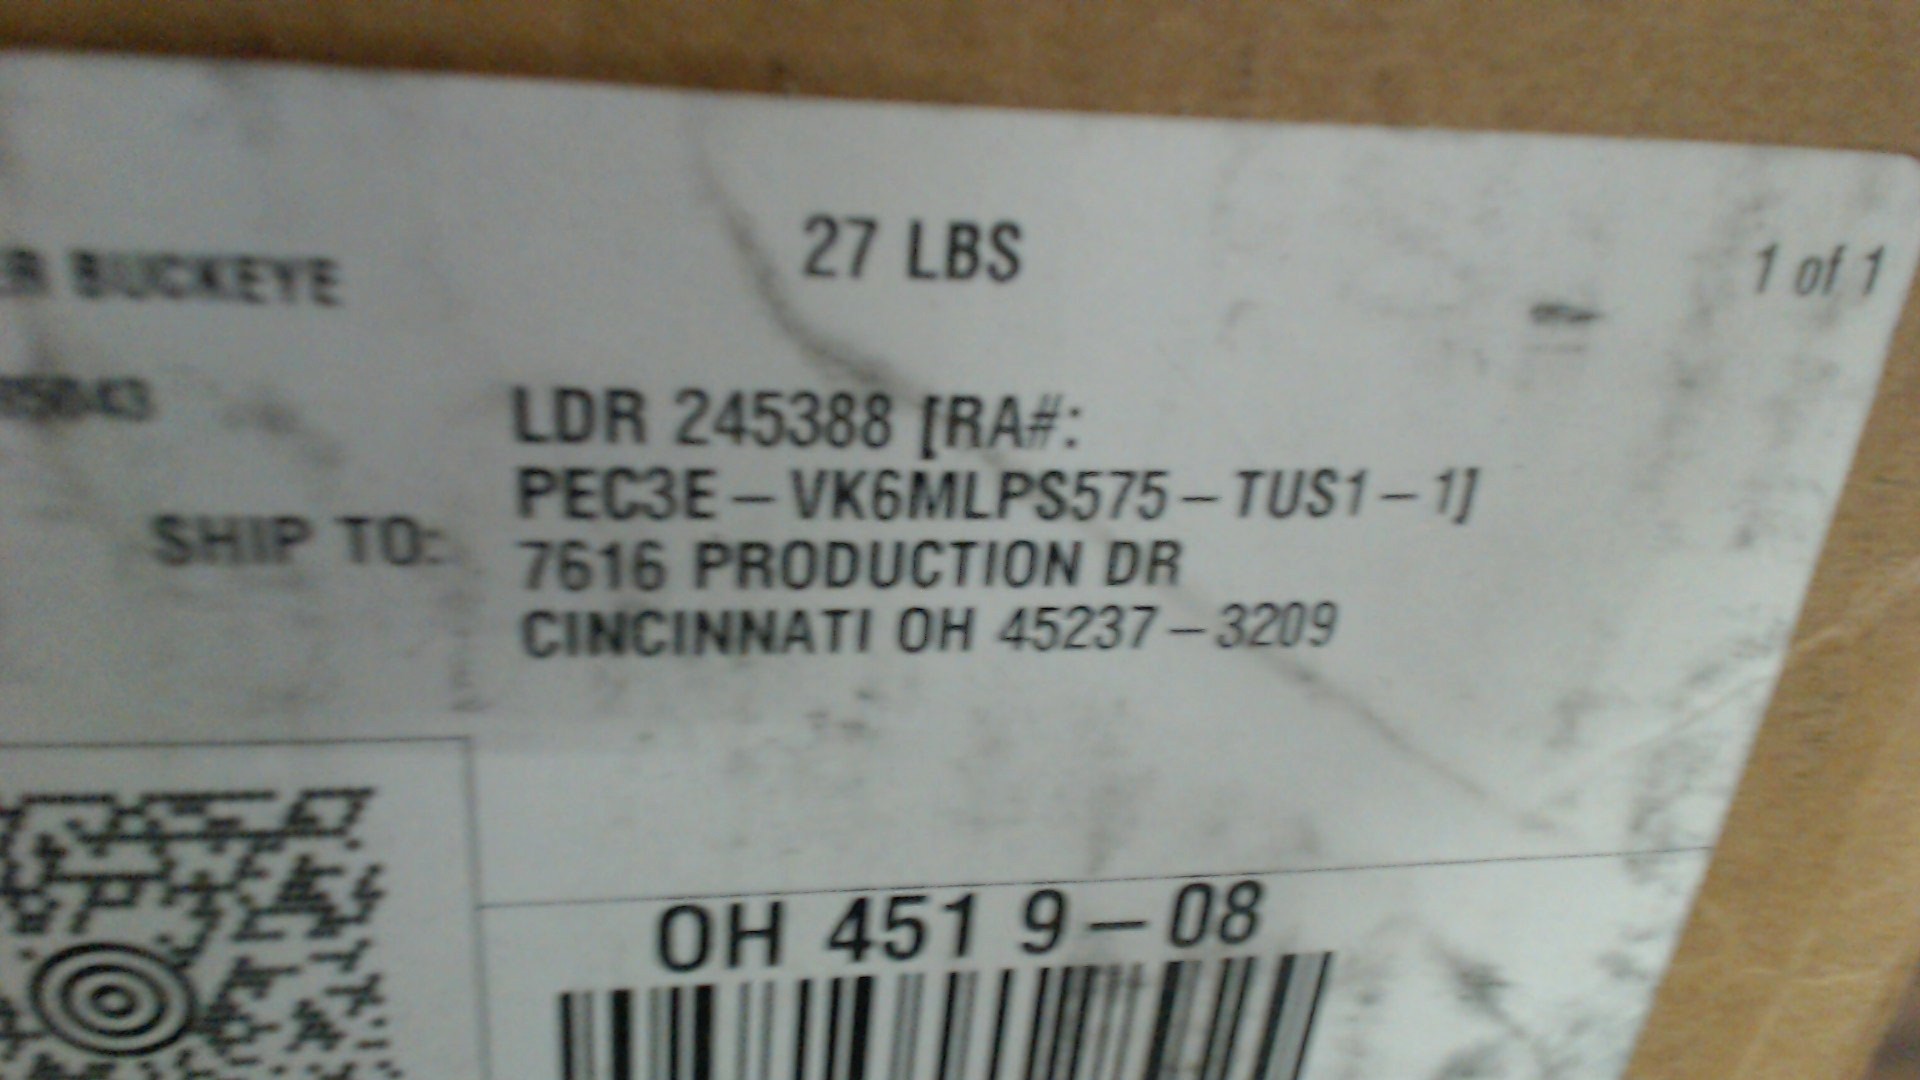 BUCKEYE
27 LBS
1 of 1
LDR 245388 [RA#:
PEC3E-VK6MLPS575-TUS1-1]
SHIP TO:
7616 PRODUCTION DR
CINCINNATI OH 45237-3209
OH 451 9-08